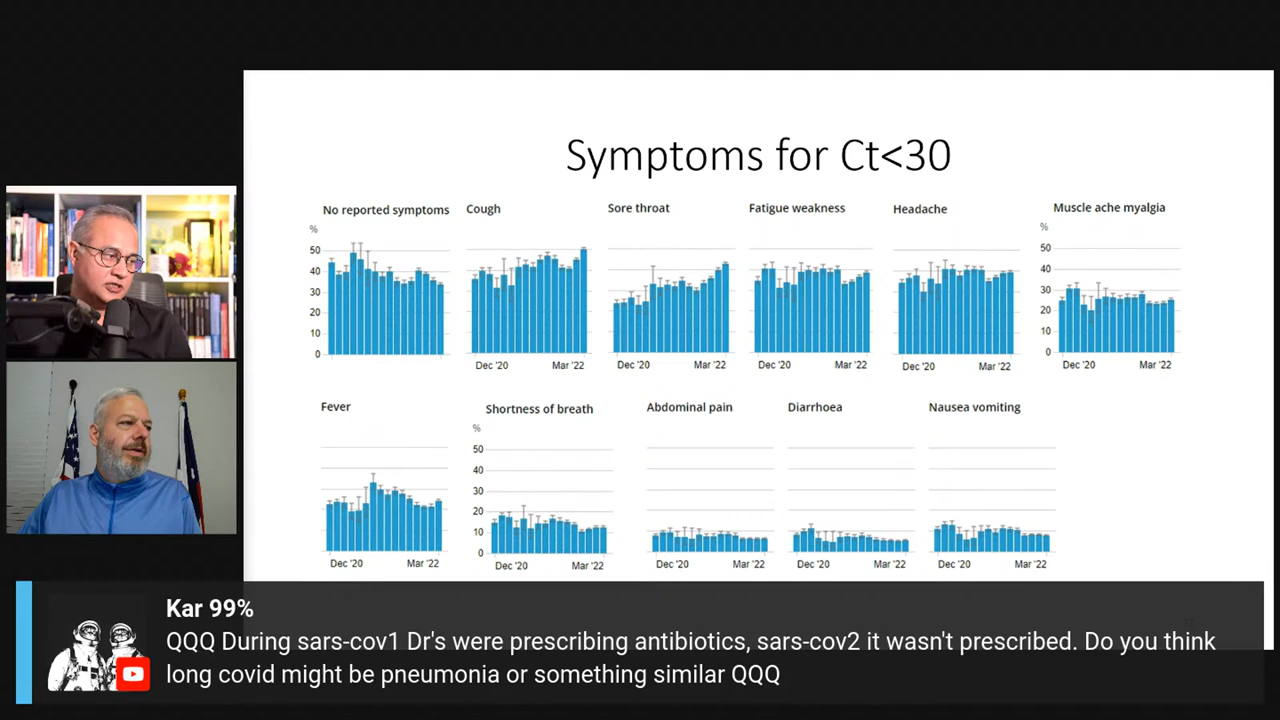 Symptoms for Ct<30
No reported symptoms
Cough
Sore throat
Fatigue weakness
Headache
Muscle ache myalgia
%
50
40
30
20
10
0
%
50
40
30
20
10
0
Dec '20 Mar '22
Dec '20 Mar '22
Dec '20 Mar '22
Dec '20 Mar '22
Dec '20 Mar '22
Fever
Shortness of breath
Abdominal pain
Diarrhoea
Nausea vomiting
%
50
40
30
20
10
0
Dec '20 Mar '22
Dec '20 Mar '22
Dec '20 Mar '22
Dec '20 Mar '22
Dec '20 Mar '22
Kar 99%
QQQ During sars-cov1 Dr's were prescribing antibiotics, sars-cov2 it wasn't prescribed. Do you think
long covid might be pneumonia or something similar QQQ